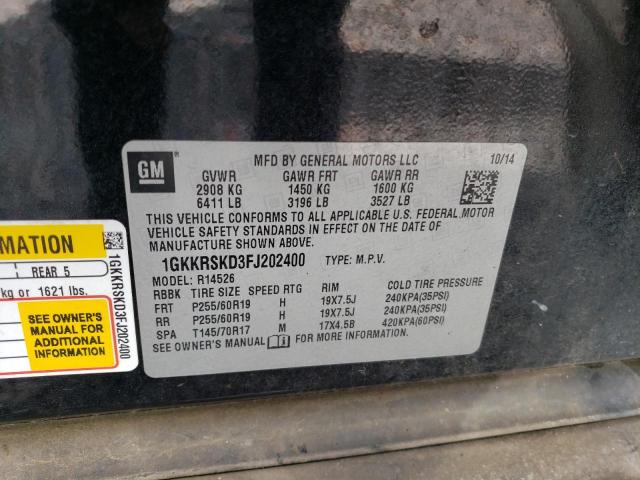 GM
MFD BY GENERAL MOTORS LLC 10/14
GVWR GAWR FRT GAWR RR
2908 KG 1450 KG 1600 KG
6411 LB 3196 LB 3527 LB
THIS VEHICLE CONFORMS TO ALL APPLICABLE U.S. FEDERAL MOTOR
VEHICLE SAFETY STANDARDS IN EFFECT ON THE DATE OF
MANUFACTURE SHOWN ABOVE.
1GKKRSKD3FJ202400 TYPE: M.P.V.
MODEL: R14526
RBBK TIRE SIZE SPEED RTG RIM COLD TIRE PRESSURE
FRT P255/60R19 H 19X7.5J 240KPA(35PSI)
RR P255/60R19 H 19X7.5J 240KPA(35PSI)
SPA T145/70R17 M 17X4.5B 420KPA(60PSI)
SEE OWNER'S MANUAL FOR MORE INFORMATION.
RMATION
REAR 5
kg or 1621 lbs.
SEE OWNER'S
MANUAL FOR
ADDITIONAL
INFORMATION
1GKKRSKD3FJ202400